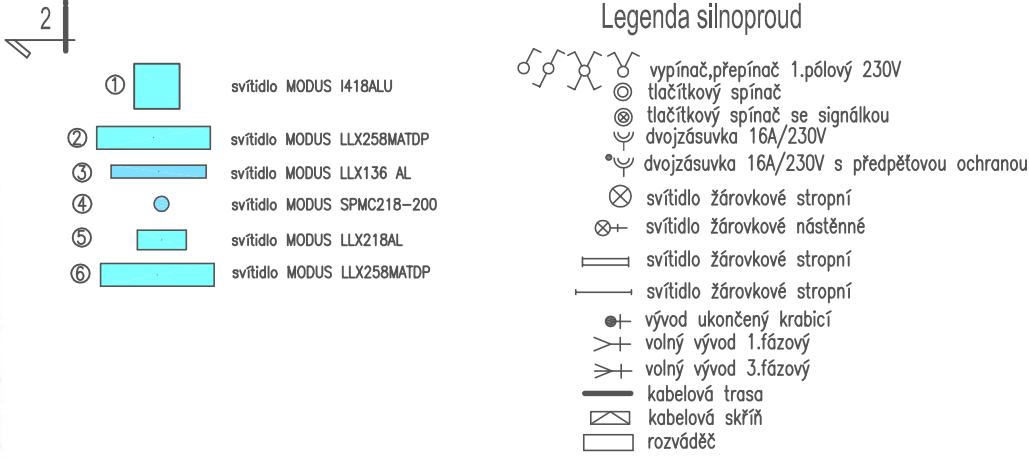 2
Legenda silnoproud
1 svítidlo MODUS I418ALU
2 svítidlo MODUS LLX258MATDP
3 svítidlo MODUS LLX136 AL
4 svítidlo MODUS SPMC218-200
5 svítidlo MODUS LLX218AL
6 svítidlo MODUS LLX258MATDP
vypínač,přepínač 1.pólový 230V
tlačítkový spínač
tlačítkový spínač se signálkou
dvojzásuvka 16A/230V
dvojzásuvka 16A/230V s předpěťovou ochranou
svítidlo žárovkové stropní
svítidlo žárovkové nástěnné
svítidlo žárovkové stropní
svítidlo žárovkové stropní
vývod ukončený krabicí
volný vývod 1.fázový
volný vývod 3.fázový
kabelová trasa
kabelová skříň
rozváděč